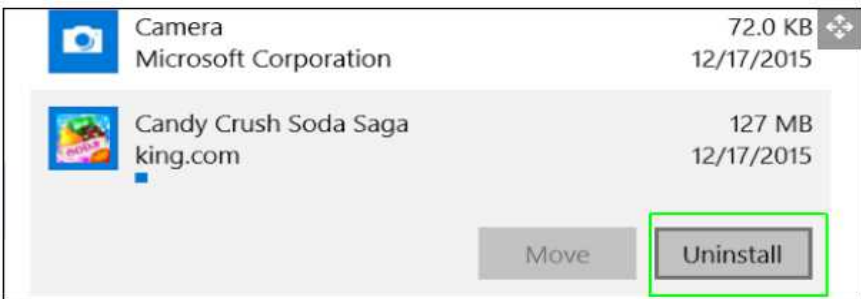 Camera
72.0 KB
Microsoft Corporation
12/17/2015
Candy Crush Soda Saga
127 MB
king.com
12/17/2015
Move
Uninstall